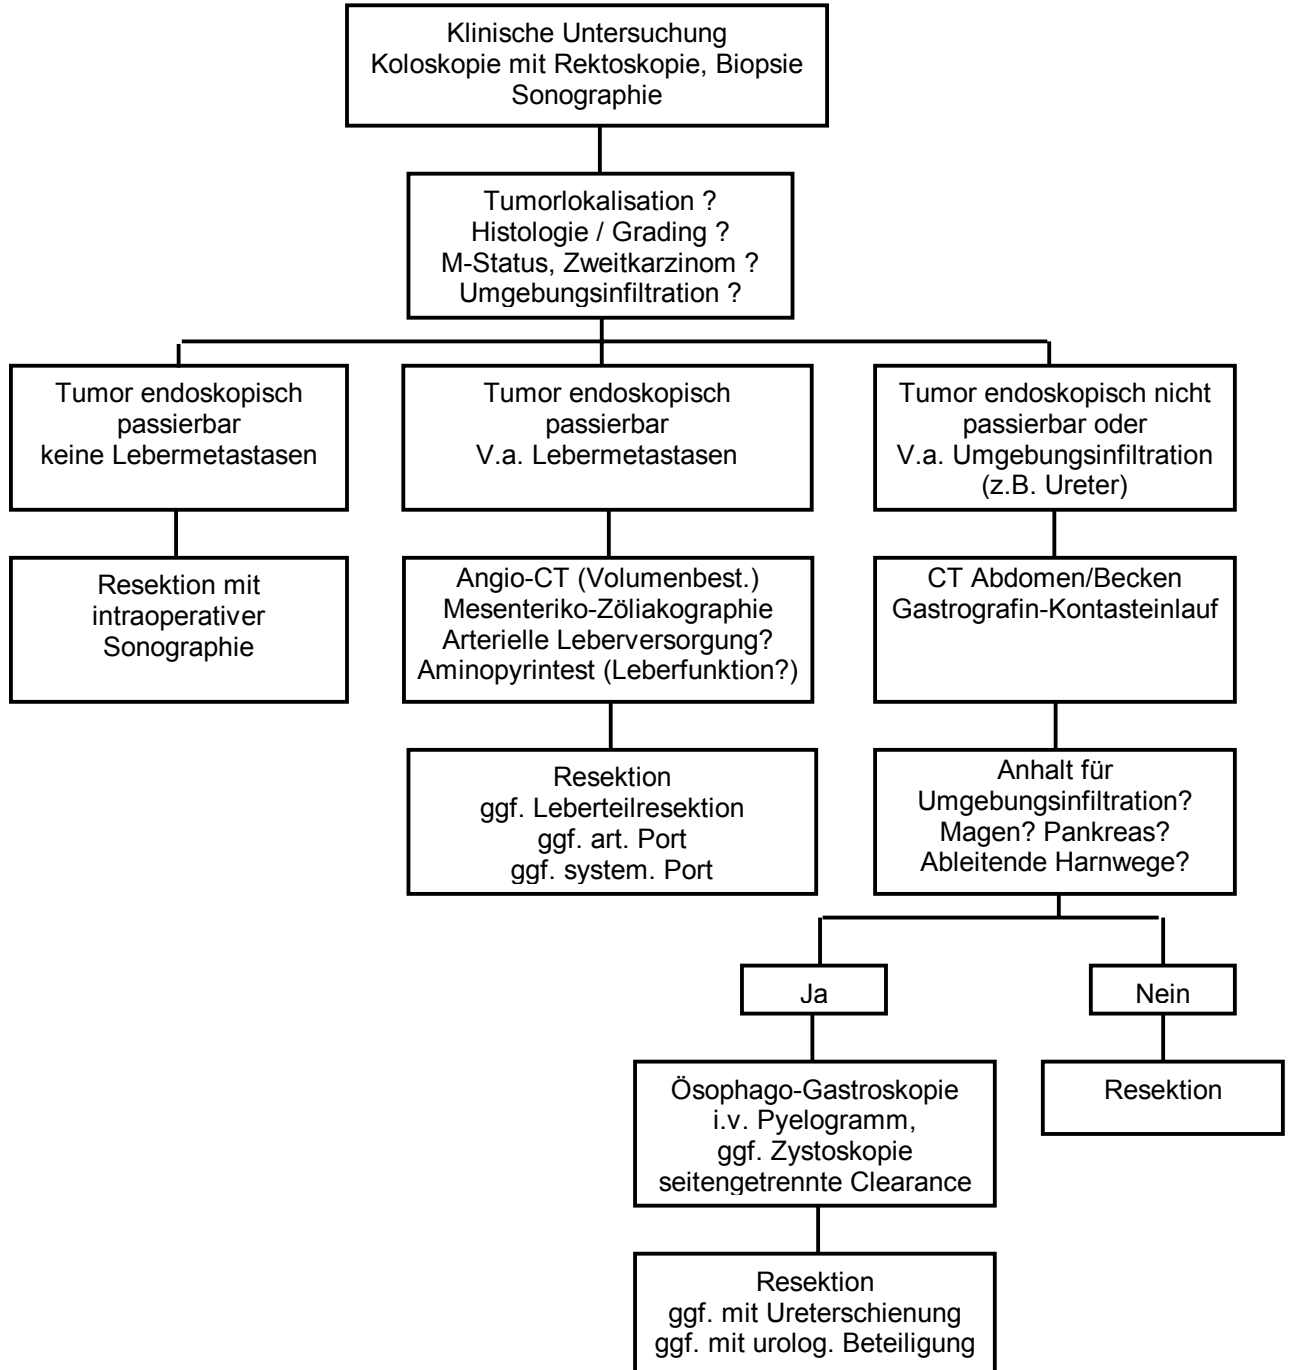 Klinische Untersuchung
Koloskopie mit Rektoskopie, Biopsie
Sonographie
Tumorlokalisation ?
Histologie / Grading ?
M-Status, Zweitkarzinom ?
Umgebungsinfiltration ?
Tumor endoskopisch
passierbar
keine Lebermetastasen
Tumor endoskopisch
passierbar
V.a. Lebermetastasen
Tumor endoskopisch nicht
passierbar oder
V.a. Umgebungsinfiltration
(z.B. Ureter)
Resektion mit
intraoperativer
Sonographie
Angio-CT (Volumenbest.)
Mesenteriko-Zöliakographie
Arterielle Leberversorgung?
Aminopyrintest (Leberfunktion?)
CT Abdomen/Becken
Gastrografin-Kontasteinlauf
Resektion
ggf. Leberteilresektion
ggf. art. Port
ggf. system. Port
Anhalt für
Umgebungsinfiltration?
Magen? Pankreas?
Ableitende Harnwege?
Ja
Nein
Ösophago-Gastroskopie
i.v. Pyelogramm,
ggf. Zystoskopie
seitengetrennte Clearance
Resektion
Resektion
ggf. mit Ureterschienung
ggf. mit urolog. Beteiligung